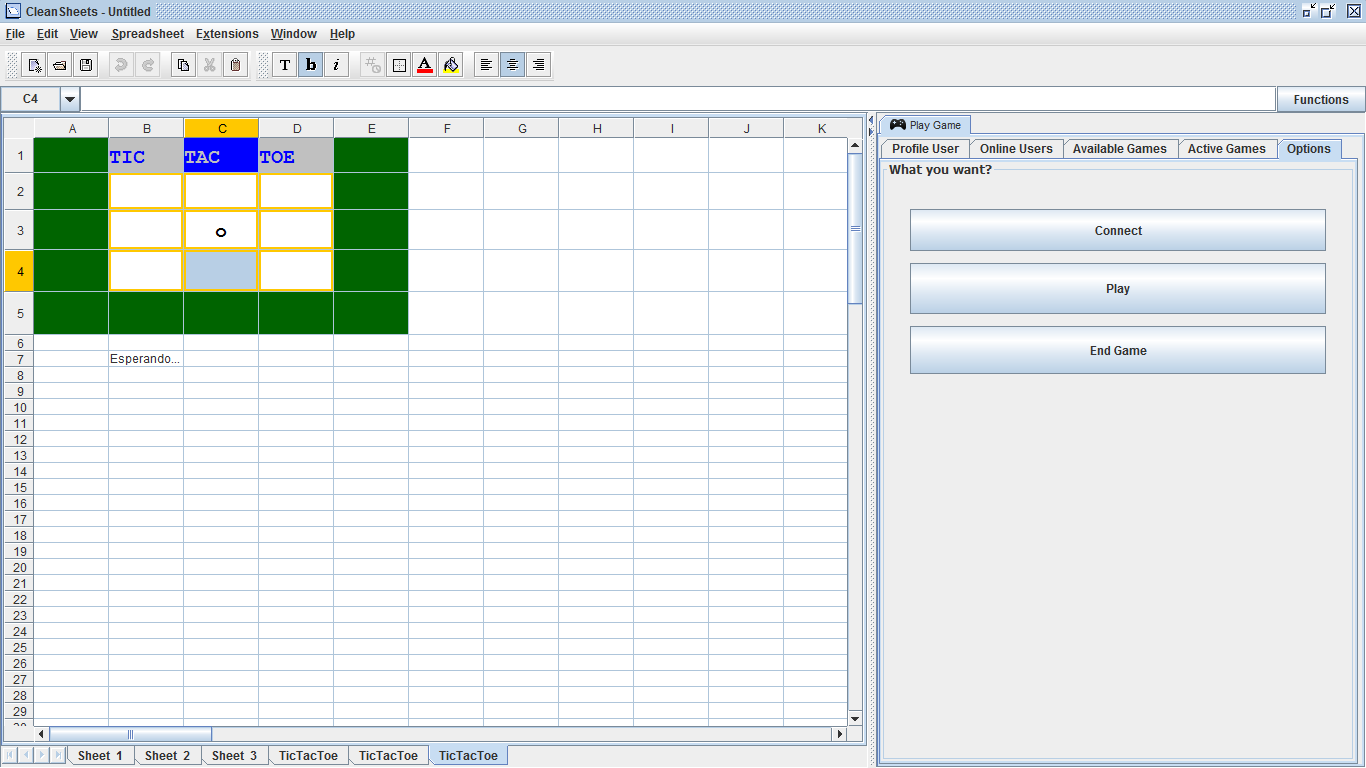 CleanSheets - Untitled
File Edit View Spreadsheet Extensions Window Help
T b i A
C4 Functions
A B C D E F G H I J K
1 TIC TAC TOE
2
3 o
4
5
6
7 Esperando...
8
9
10
11
12
13
14
15
16
17
18
19
20
21
22
23
24
25
26
27
28
29
Sheet 1 Sheet 2 Sheet 3 TicTacToe TicTacToe TicTacToe
Play Game
Profile User Online Users Available Games Active Games Options
What you want?
Connect
Play
End Game